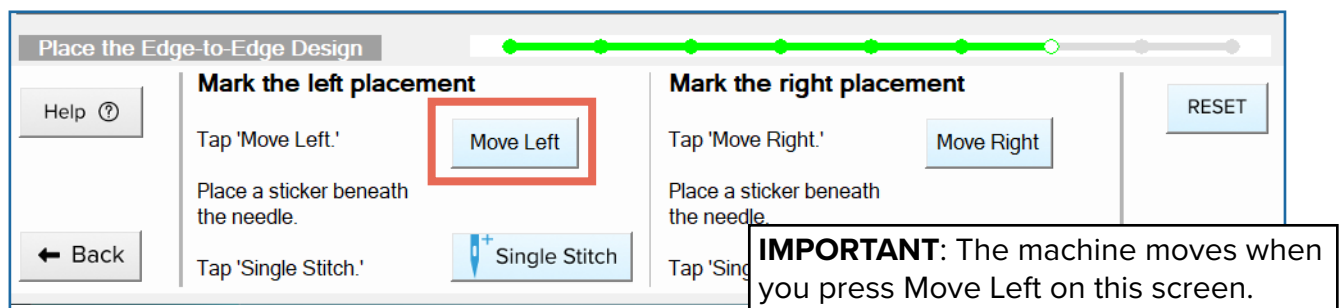 Place the Edge-to-Edge Design
Help ?
← Back
Mark the left placement
Tap 'Move Left.'
Move Left
Place a sticker beneath
the needle.
Tap 'Single Stitch.'
Single Stitch
Mark the right placement
Tap 'Move Right.'
Move Right
Place a sticker beneath
the needle.
Tap 'Sing
RESET
IMPORTANT: The machine moves when
you press Move Left on this screen.